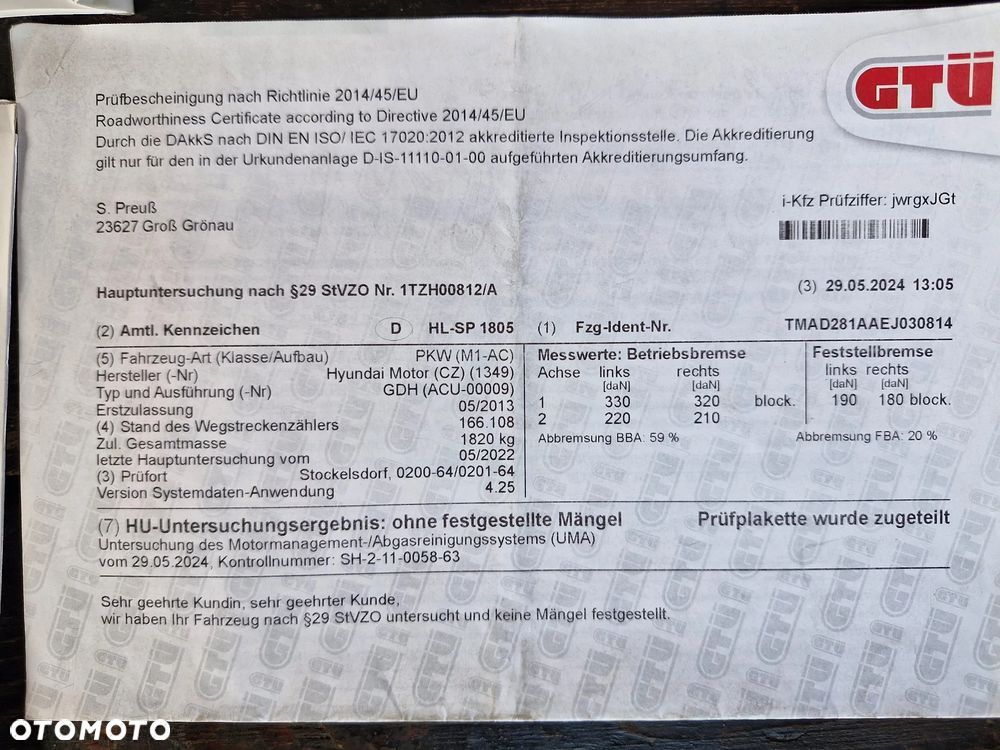 GTÜ
Prüfbescheinigung nach Richtlinie 2014/45/EU
Roadworthiness Certificate according to Directive 2014/45/EU
Durch die DAkkS nach DIN EN ISO/ IEC 17020:2012 akkreditierte Inspektionsstelle. Die Akkreditierung
gilt nur für den in der Urkundenanlage D-IS-11110-01-00 aufgeführten Akkreditierungsumfang.
S. Preuß
23627 Groß Grönau
i-Kfz Prüfziffer: jwrgxJGt
Hauptuntersuchung nach §29 StVZO Nr. 1TZH00812/A (3) 29.05.2024 13:05
(2) Amtl. Kennzeichen D HL-SP 1805 (1) Fzg-Ident-Nr. TMAD281AAEJ030814
(5) Fahrzeug-Art (Klasse/Aufbau) PKW (M1-AC)
Hersteller (-Nr) Hyundai Motor (CZ) (1349)
Typ und Ausführung (-Nr) GDH (ACU-00009)
Erstzulassung 05/2013
(4) Stand des Wegstreckenzählers 166.108
Zul. Gesamtmasse 1820 kg
letzte Hauptuntersuchung vom 05/2022
(3) Prüfort Stockelsdorf, 0200-64/0201-64
Version Systemdaten-Anwendung 4.25
Messwerte: Betriebsbremse
Achse links rechts
[daN] [daN]
1 330 320 block.
2 220 210
Abbremsung BBA: 59 %
Feststellbremse
links rechts
[daN] [daN]
190 180 block.
Abbremsung FBA: 20 %
(7) HU-Untersuchungsergebnis: ohne festgestellte Mängel Prüfplakette wurde zugeteilt
Untersuchung des Motormanagement-/Abgasreinigungssystems (UMA)
vom 29.05.2024, Kontrollnummer: SH-2-11-0058-63
Sehr geehrte Kundin, sehr geehrter Kunde,
wir haben Ihr Fahrzeug nach §29 StVZO untersucht und keine Mängel festgestellt.
OTOMOTO